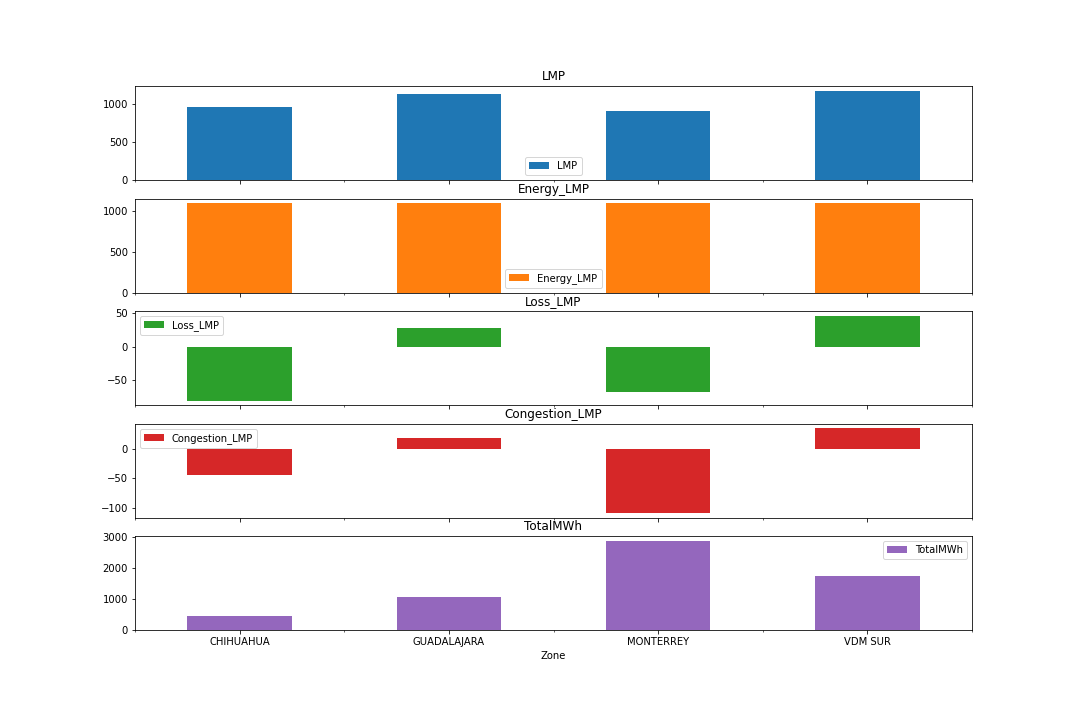 LMP
1000
500
0
LMP
Energy_LMP
1000
500
0
Energy_LMP
Loss_LMP
50
0
−50
Loss_LMP
Congestion_LMP
0
−50
−100
Congestion_LMP
TotalMWh
3000
2000
1000
0
TotalMWh
CHIHUAHUA GUADALAJARA MONTERREY VDM SUR
Zone